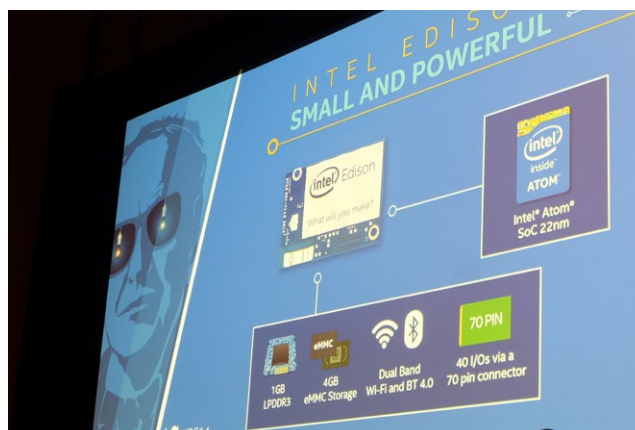 INTEL EDISO
SMALL AND POWERFUL
intel Edison
What will you make?
intel
inside™
ATOM™
Intel® Atom®
SoC 22nm
1GB
LPDDR3
eMMC
4GB
eMMC Storage
Dual Band
Wi-Fi and BT 4.0
70 PIN
40 I/Os via a
70 pin connector